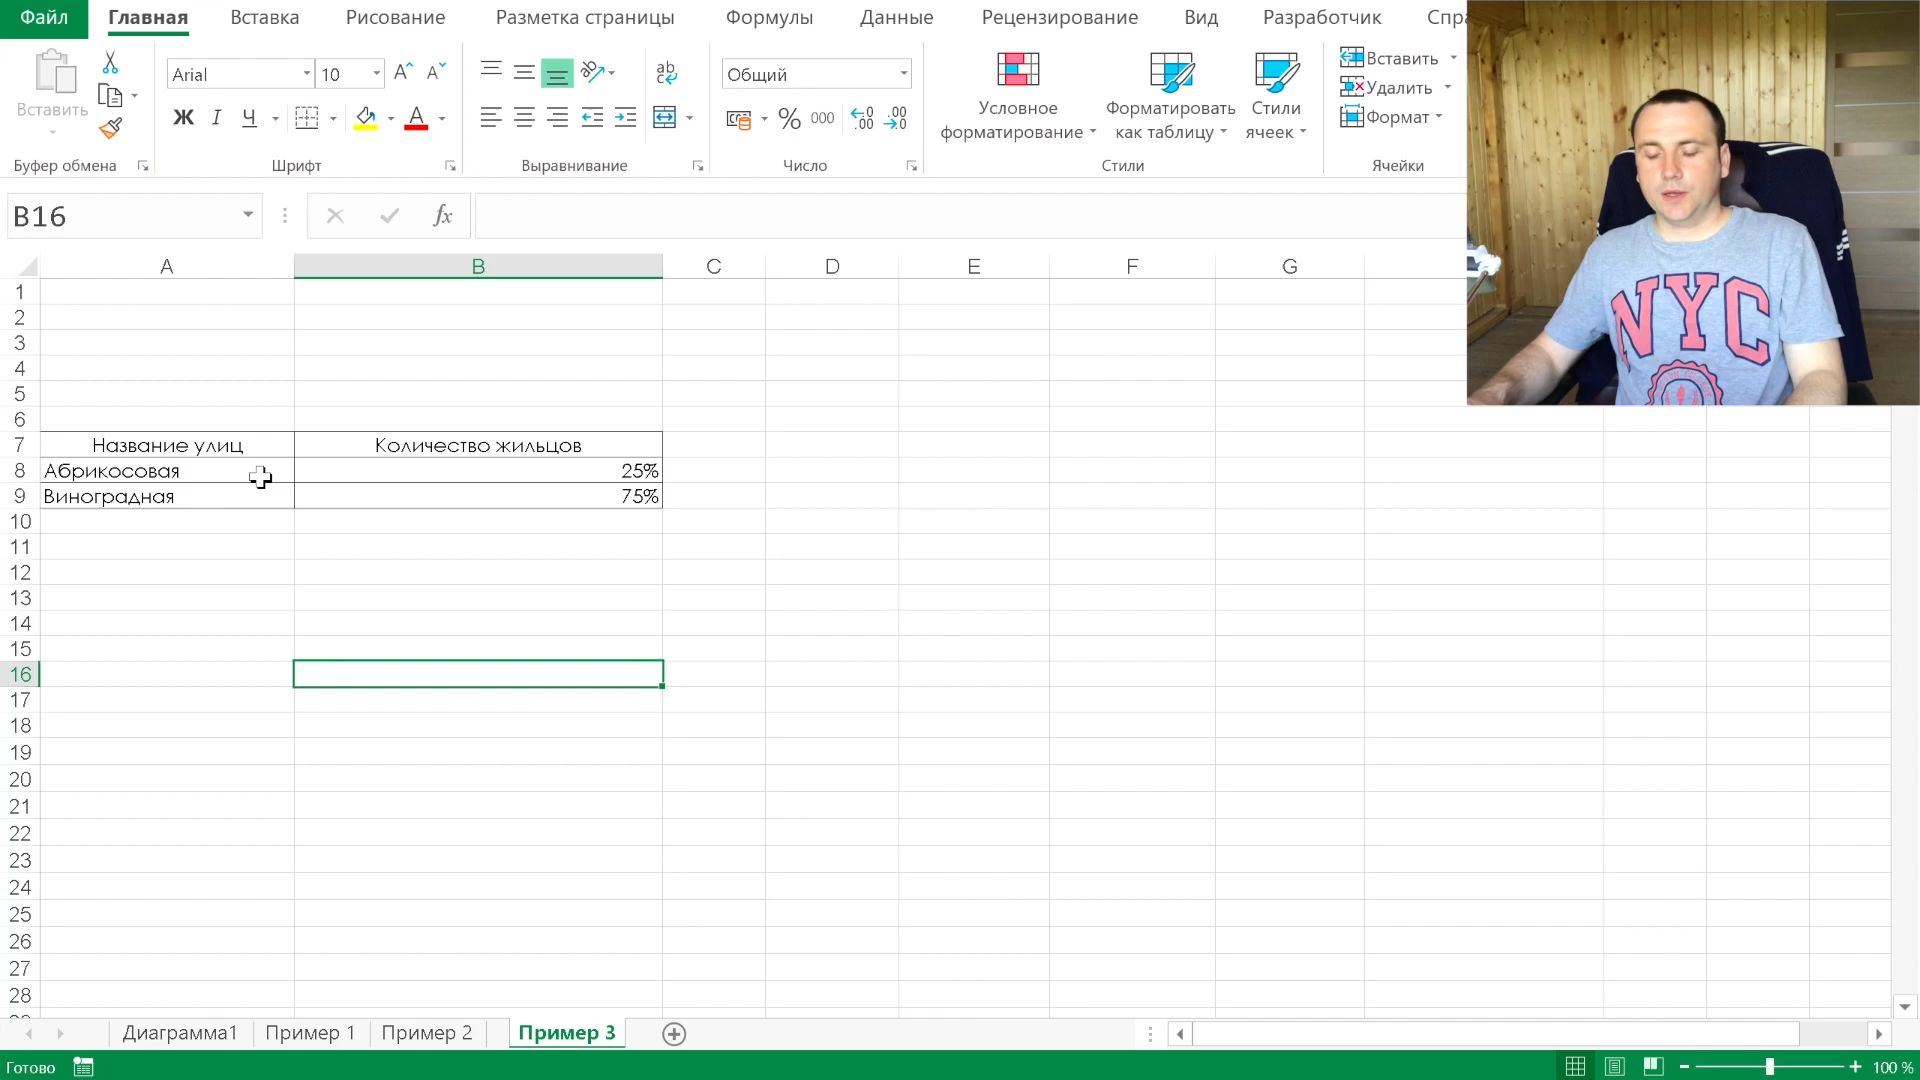 Файл Главная Вставка Рисование Разметка страницы Формулы Данные Рецензирование Вид Разработчик Спр
Вставить
Arial 10
Общий
Ж К Ч
% 000
Условное форматирование
Форматировать как таблицу
Стили ячеек
Вставить
Удалить
Формат
Буфер обмена Шрифт Выравнивание Число Стили Ячейки
B16
fx
A B C D E F G
1
2
3
4
5
6
7 Название улиц Количество жильцов
8 Абрикосовая 25%
9 Виноградная 75%
10
11
12
13
14
15
16
17
18
19
20
21
22
23
24
25
26
27
28
NYC
Диаграмма1 Пример 1 Пример 2 Пример 3
Готово 100 %